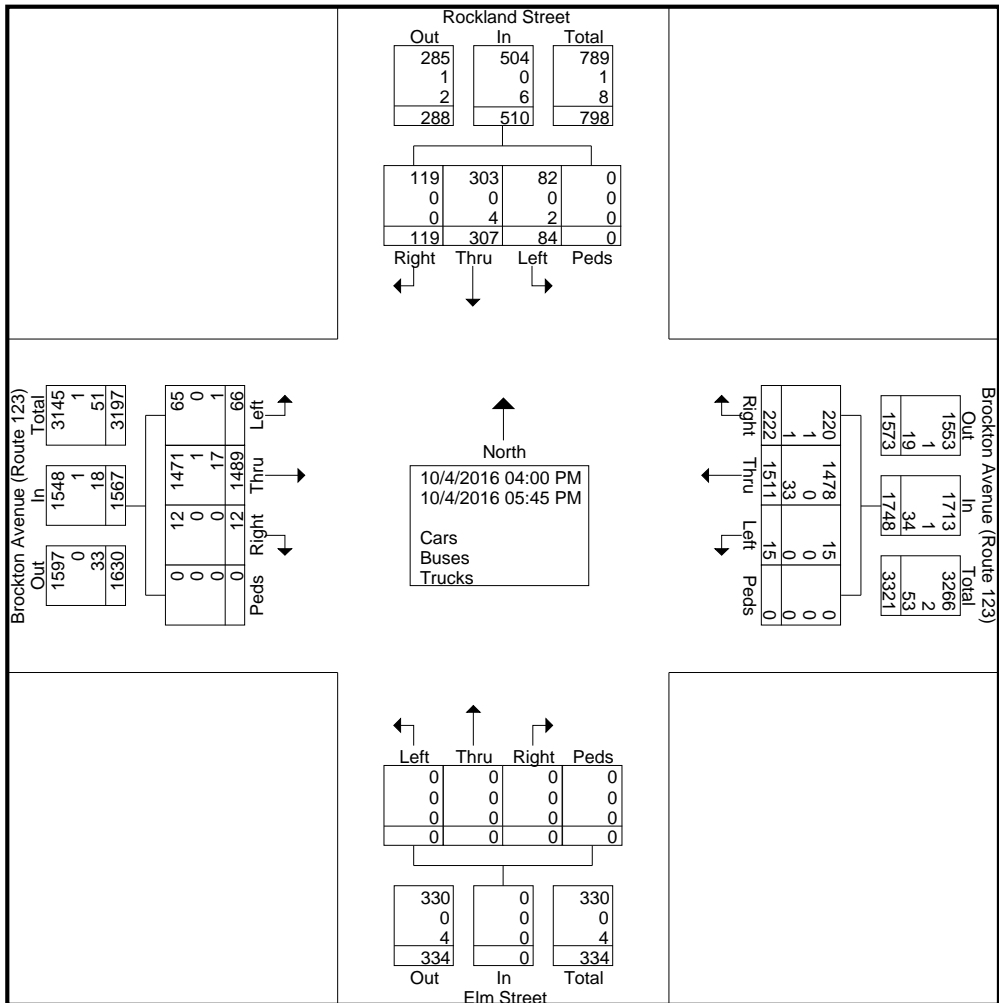 Rockland Street
Out In Total
285 504 789
1 0 1
2 6 8
288 510 798
119 303 82 0
0 0 0 0
0 4 2 0
119 307 84 0
Right Thru Left Peds
Brockton Avenue (Route 123)
Total
3145 1 51 3197
In
1548 1 18 1567
Out
1597 0 33 1630
65 0 1 66 Left
1471 1 17 1489 Thru
12 0 0 12 Right
0 0 0 0 Peds
North
10/4/2016 04:00 PM
10/4/2016 05:45 PM
Cars
Buses
Trucks
Right
222 1 1 220
Thru
1511 33 0 1478
Left
15 0 0 15
Peds
0 0 0 0
Brockton Avenue (Route 123)
Out
1573 19 1 1553
In
1748 34 1 1713
Total
3321 53 2 3266
Left Thru Right Peds
0 0 0 0
0 0 0 0
0 0 0 0
0 0 0 0
330 0 330
0 0 0
4 0 4
334 0 334
Out In Total
Elm Street